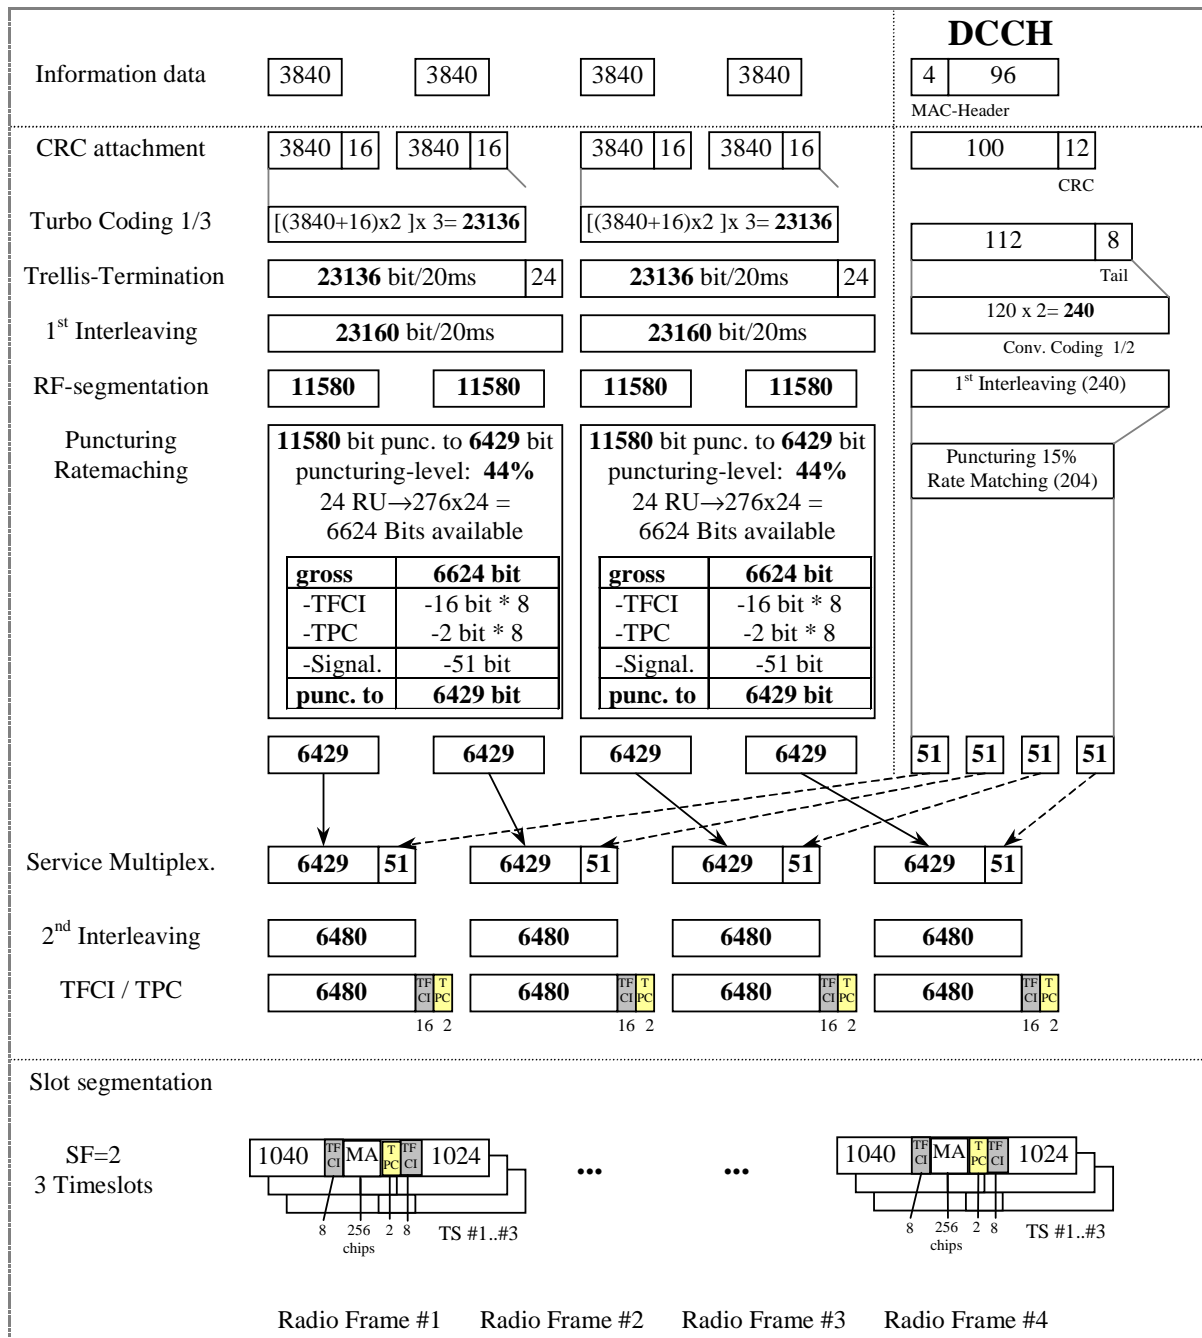 DCCH
Information data 3840 3840 3840 3840 4 96
MAC-Header
CRC attachment 3840 16 3840 16 3840 16 3840 16 100 12
CRC
Turbo Coding 1/3 [(3840+16)x2 ]x 3= 23136 [(3840+16)x2 ]x 3= 23136
112 8
Trellis-Termination 23136 bit/20ms 24 23136 bit/20ms 24
Tail
120 x 2= 240
1st Interleaving 23160 bit/20ms 23160 bit/20ms
Conv. Coding 1/2
RF-segmentation 11580 11580 11580 11580 1st Interleaving (240)
Puncturing
Ratemaching
11580 bit punc. to 6429 bit
puncturing-level: 44%
24 RU→276x24 =
6624 Bits available
gross 6624 bit
-TFCI -16 bit * 8
-TPC -2 bit * 8
-Signal. -51 bit
punc. to 6429 bit
11580 bit punc. to 6429 bit
puncturing-level: 44%
24 RU→276x24 =
6624 Bits available
gross 6624 bit
-TFCI -16 bit * 8
-TPC -2 bit * 8
-Signal. -51 bit
punc. to 6429 bit
Puncturing 15%
Rate Matching (204)
6429 6429 6429 6429 51 51 51 51
Service Multiplex. 6429 51 6429 51 6429 51 6429 51
2nd Interleaving 6480 6480 6480 6480
TFCI / TPC 6480 TF CI T PC 6480 TF CI T PC 6480 TF CI T PC 6480 TF CI T PC
16 2 16 2 16 2 16 2
Slot segmentation
SF=2
3 Timeslots
1040 TF CI MA T PC TF CI 1024 ... ... 1040 TF CI MA T PC TF CI 1024
8 256 2 8 TS #1..#3 8 256 2 8 TS #1..#3
chips chips
Radio Frame #1 Radio Frame #2 Radio Frame #3 Radio Frame #4